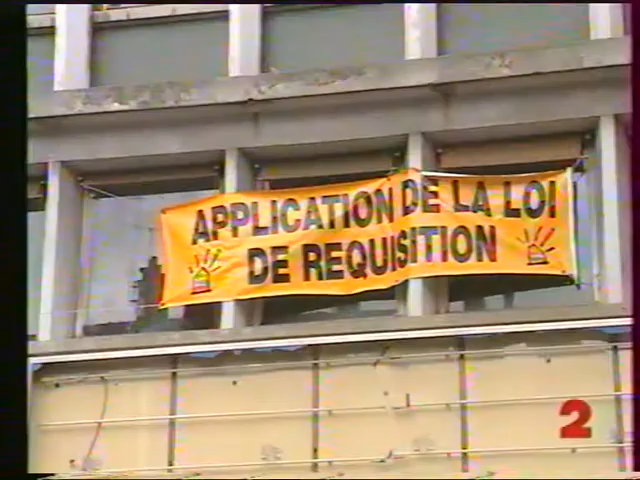 APPLICATION DE LA LOI
DE REQUISITION
2